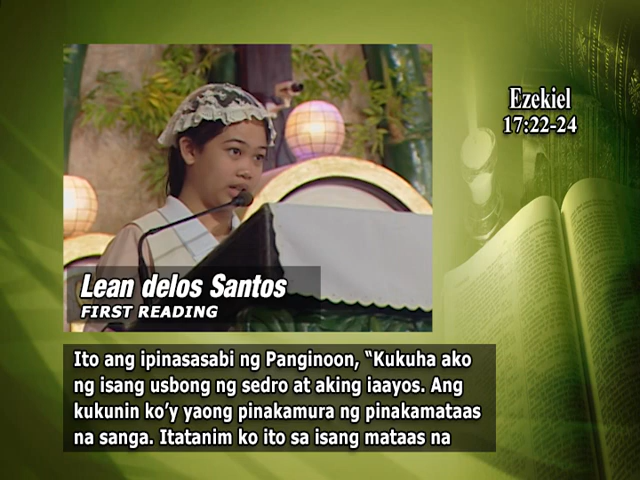 Ezekiel
17:22-24
Lean delos Santos
FIRST READING
Ito ang ipinasasabi ng Panginoon, “Kukuha ako
ng isang usbong ng sedro at aking iaayos. Ang
kukunin ko’y yaong pinakamura ng pinakamataas
na sanga. Itatanim ko ito sa isang mataas na